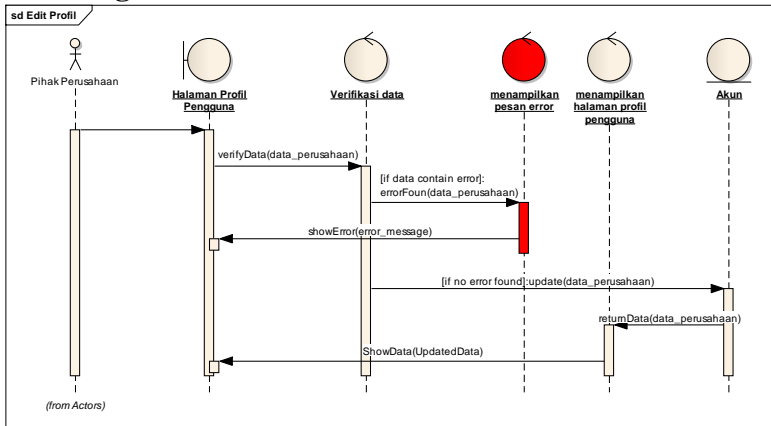 sd Edit Profil
Pihak Perusahaan
Halaman Profil
Pengguna
Verifikasi data
menampilkan
pesan error
menampilkan
halaman profil
pengguna
Akun
verifyData(data_perusahaan)
[if data contain error]:
errorFoun(data_perusahaan)
showError(error_message)
[if no error found]:update(data_perusahaan)
returnData(data_perusahaan)
ShowData(UpdatedData)
(from Actors)